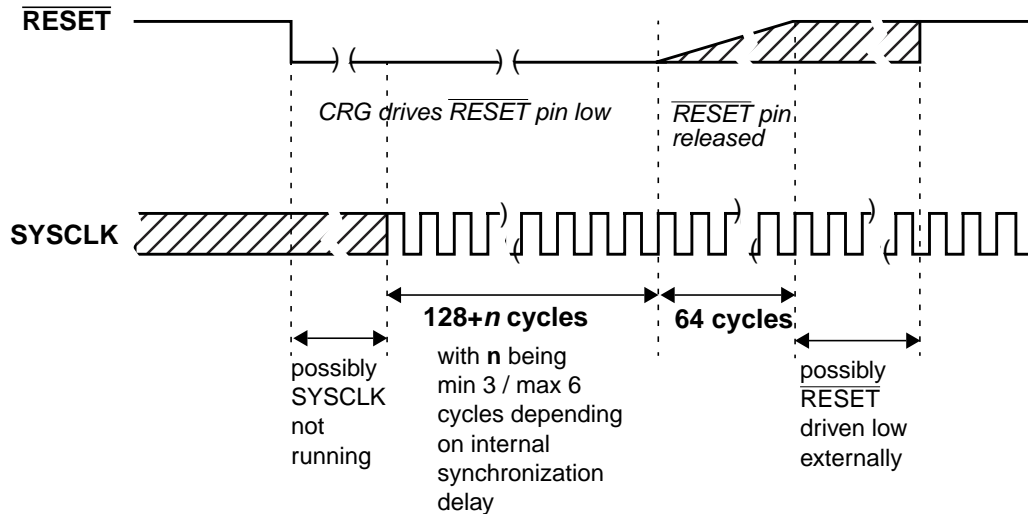 RESET
CRG drives RESET pin low
RESET pin
released
SYSCLK
128+n cycles
with n being
min 3 / max 6
cycles depending
on internal
synchronization
delay
64 cycles
possibly
SYSCLK
not
running
possibly
RESET
driven low
externally